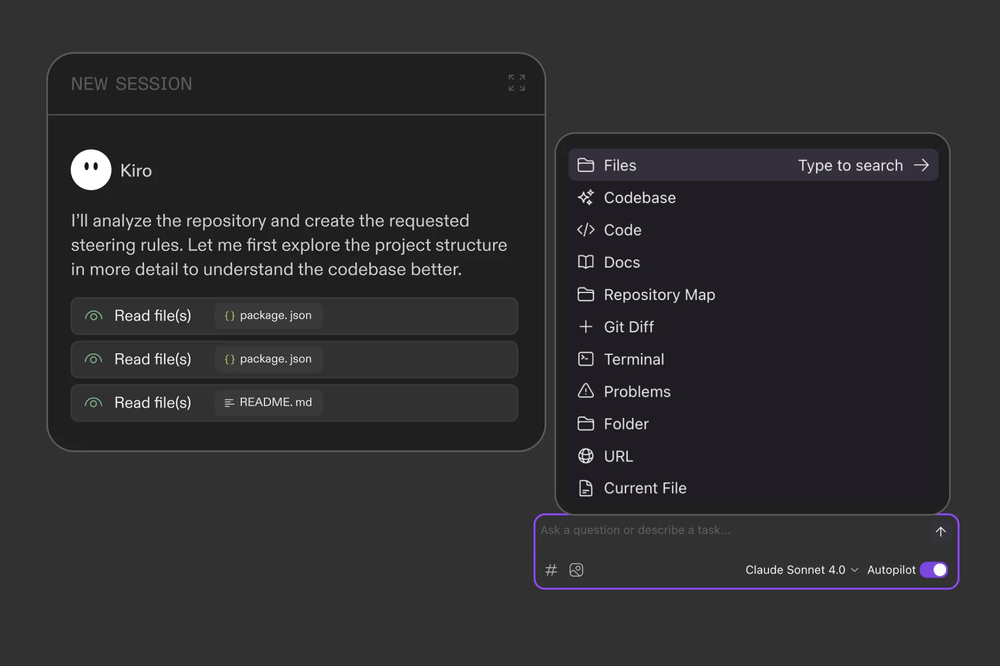 NEW SESSION
Kiro
I’ll analyze the repository and create the requested
steering rules. Let me first explore the project structure
in more detail to understand the codebase better.
Read file(s) {} package. json
Read file(s) {} package. json
Read file(s) README. md
Files Type to search →
Codebase
</> Code
Docs
Repository Map
Git Diff
Terminal
Problems
Folder
URL
Current File
Ask a question or describe a task...
# Claude Sonnet 4.0 Autopilot